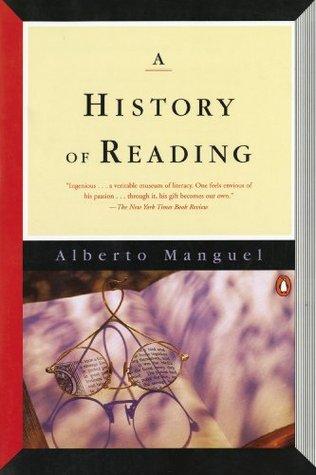 A
HISTORY
OF READING
"Ingenious . . . a veritable museum of literacy. One feels envious of
his passion . . . through it, his gift becomes our own."
—The New York Times Book Review
Alberto Manguel